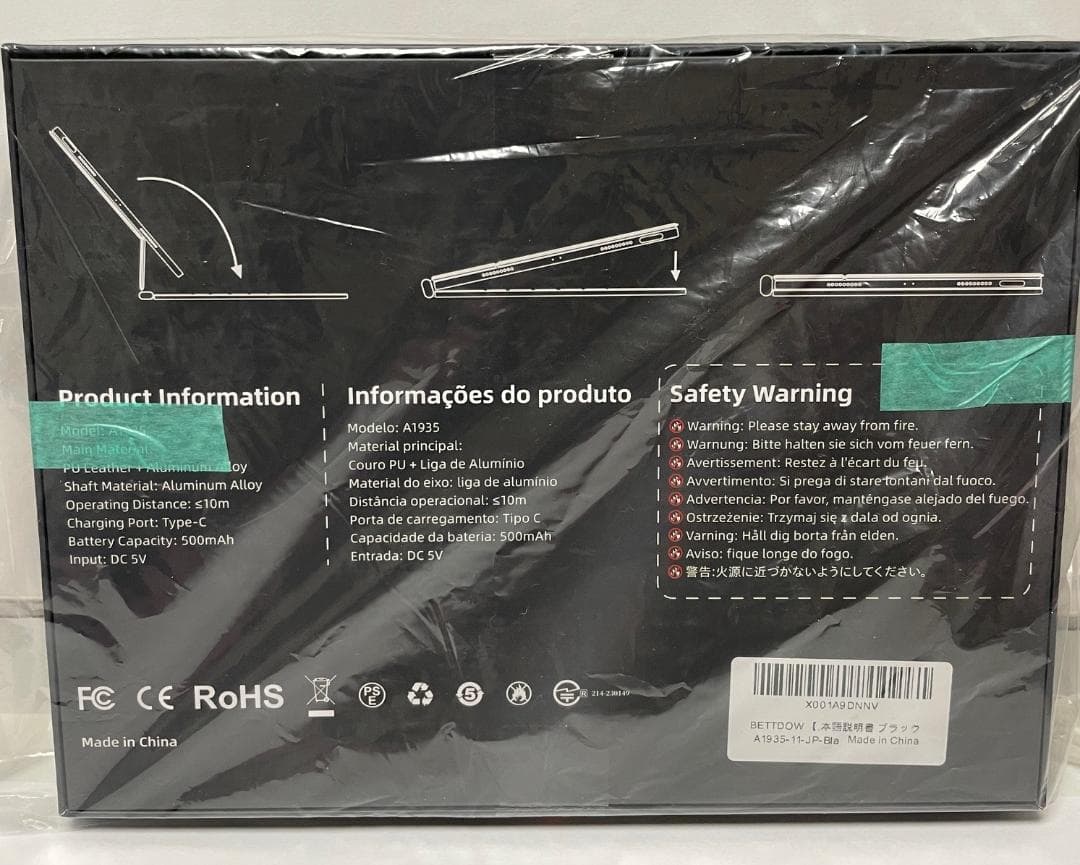 Product Information
Model: A1935
Main Material:
PU Leather + Aluminum Alloy
Shaft Material: Aluminum Alloy
Operating Distance: ≤10m
Charging Port: Type-C
Battery Capacity: 500mAh
Input: DC 5V
Informações do produto
Modelo: A1935
Material principal:
Couro PU + Liga de Alumínio
Material do eixo: liga de alumínio
Distância operacional: ≤10m
Porta de carregamento: Tipo C
Capacidade da bateria: 500mAh
Entrada: DC 5V
Safety Warning
Warning: Please stay away from fire.
Warnung: Bitte halten sie sich vom feuer fern.
Avertissement: Restez à l'écart du feu.
Avvertimento: Si prega di stare lontani dal fuoco.
Advertencia: Por favor, manténgase alejado del fuego.
Ostrzeżenie: Trzymaj się z dala od ognia.
Varning: Håll dig borta från elden.
Aviso: fique longe do fogo.
警告:火源に近づかないようにしてください。
FC CE RoHS PSE 5 R 214-230149
Made in China
X001A9DNNV
BETTDOW 【 本語説明書 ブラック
A1935-11-JP-Bla Made in China